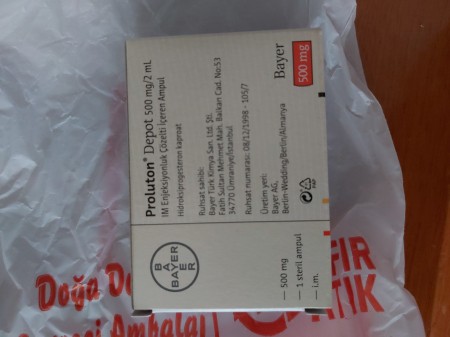 Proluton® Depot 500 mg/2 mL
IM Enjeksiyonluk Çözelti İçeren Ampul
Hidroksiprogesteron kaproat
Ruhsat sahibi:
Bayer Türk Kimya San. Ltd. Şti.
Fatih Sultan Mehmet Mah. Balkan Cad. No:53
34770 Ümraniye/İstanbul
Ruhsat numarası: 08/12/1998 - 105/7
Üretim yeri:
Bayer AG,
Berlin-Wedding/Berlin/Almanya
Bayer
500 mg
BAYER
BAYER
— 500 mg
— 1 steril ampul
— i.m.
Doğa Do
FIR
ATIK
Ambalaj